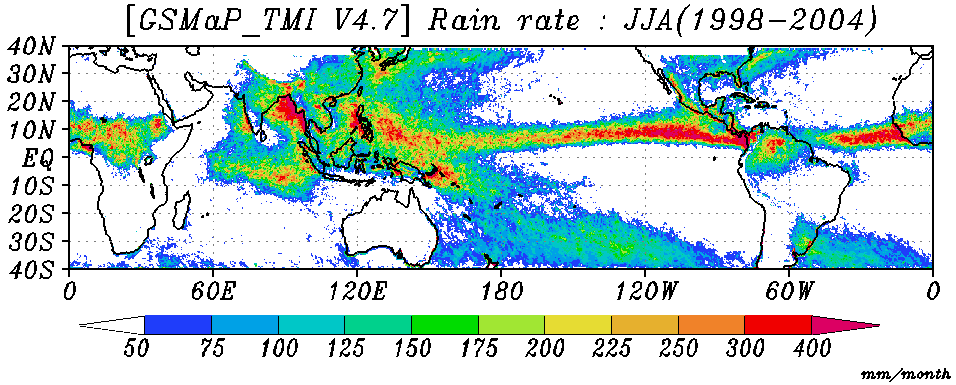 [GSMaP_TMI V4.7] Rain rate : JJA(1998-2004)
40N
30N
20N
10N
EQ
10S
20S
30S
40S
0 60E 120E 180 120W 60W 0
50 75 100 125 150 175 200 225 250 300 400
mm/month